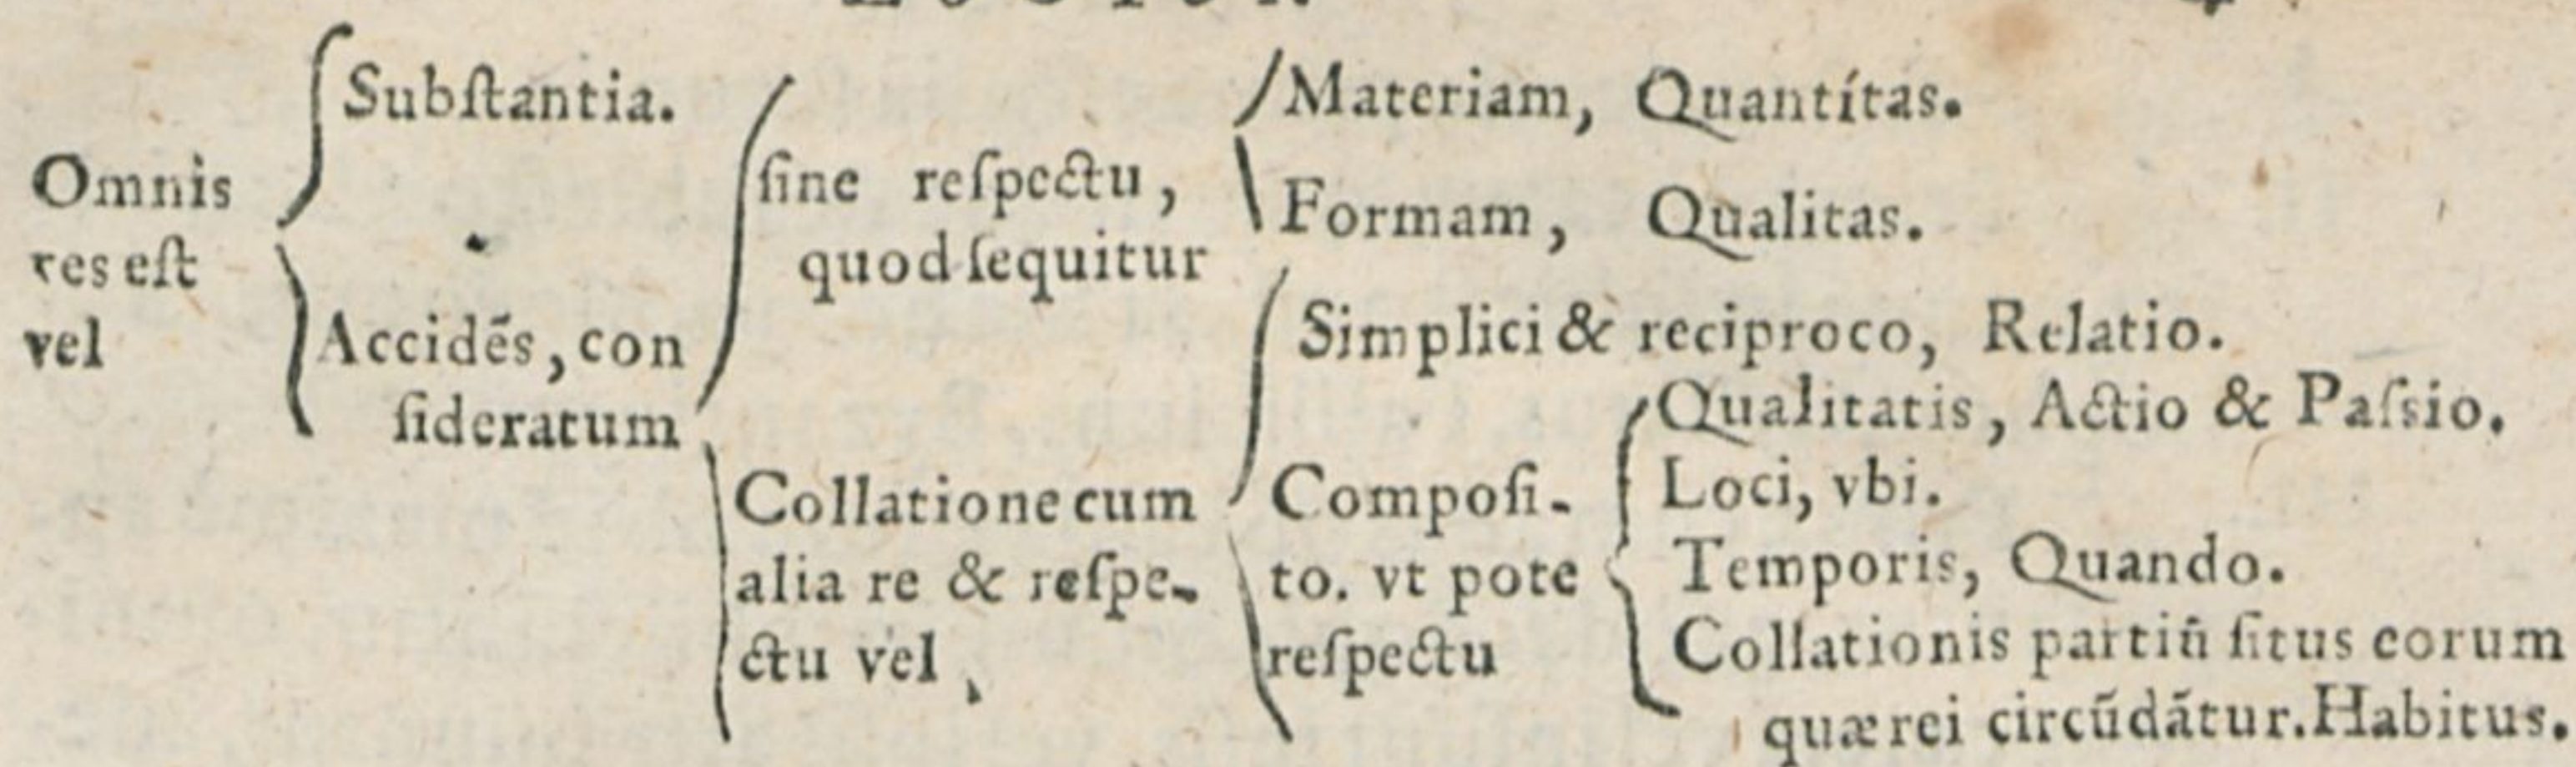 Omnis
res eſt
vel
Subſtantia.
Accidẽs, con
ſideratum
ſine reſpectu,
quod ſequitur
Materiam, Quantítas.
Formam, Qualitas.
Collatione cum
alia re & reſpe-
ctu vel
Simplici & reciproco, Relatio.
Compoſi-
to. vt pote
reſpectu
Qualitatis, Actio & Paſsio.
Loci, vbi.
Temporis, Quando.
Collationis partiũ ſitus eorum
quæ rei circũdãtur. Habitus.